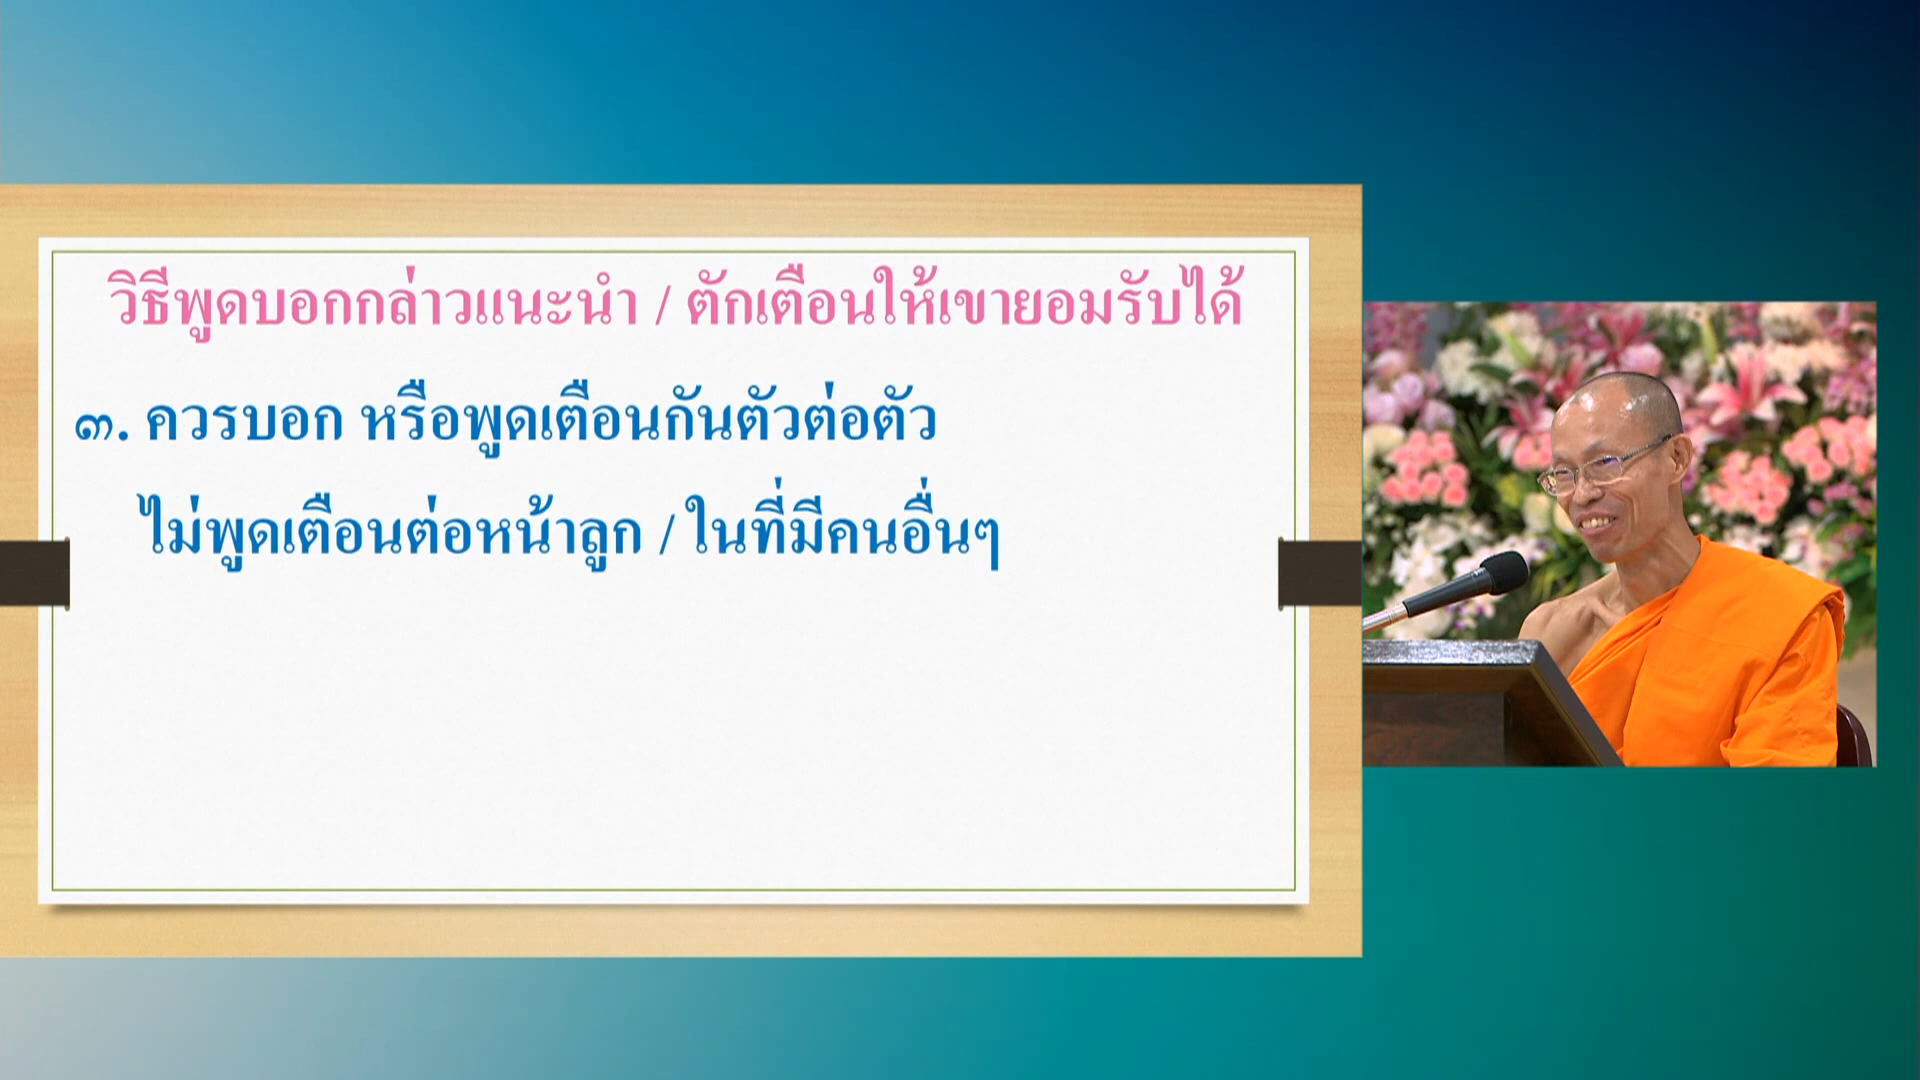 วิธีพูดบอกกล่าวแนะนำ / ตักเตือนให้เขายอมรับได้
๓. ควรบอก หรือพูดเตือนกันตัวต่อตัว
ไม่พูดเตือนต่อหน้าลูก / ในที่มีคนอื่นๆ